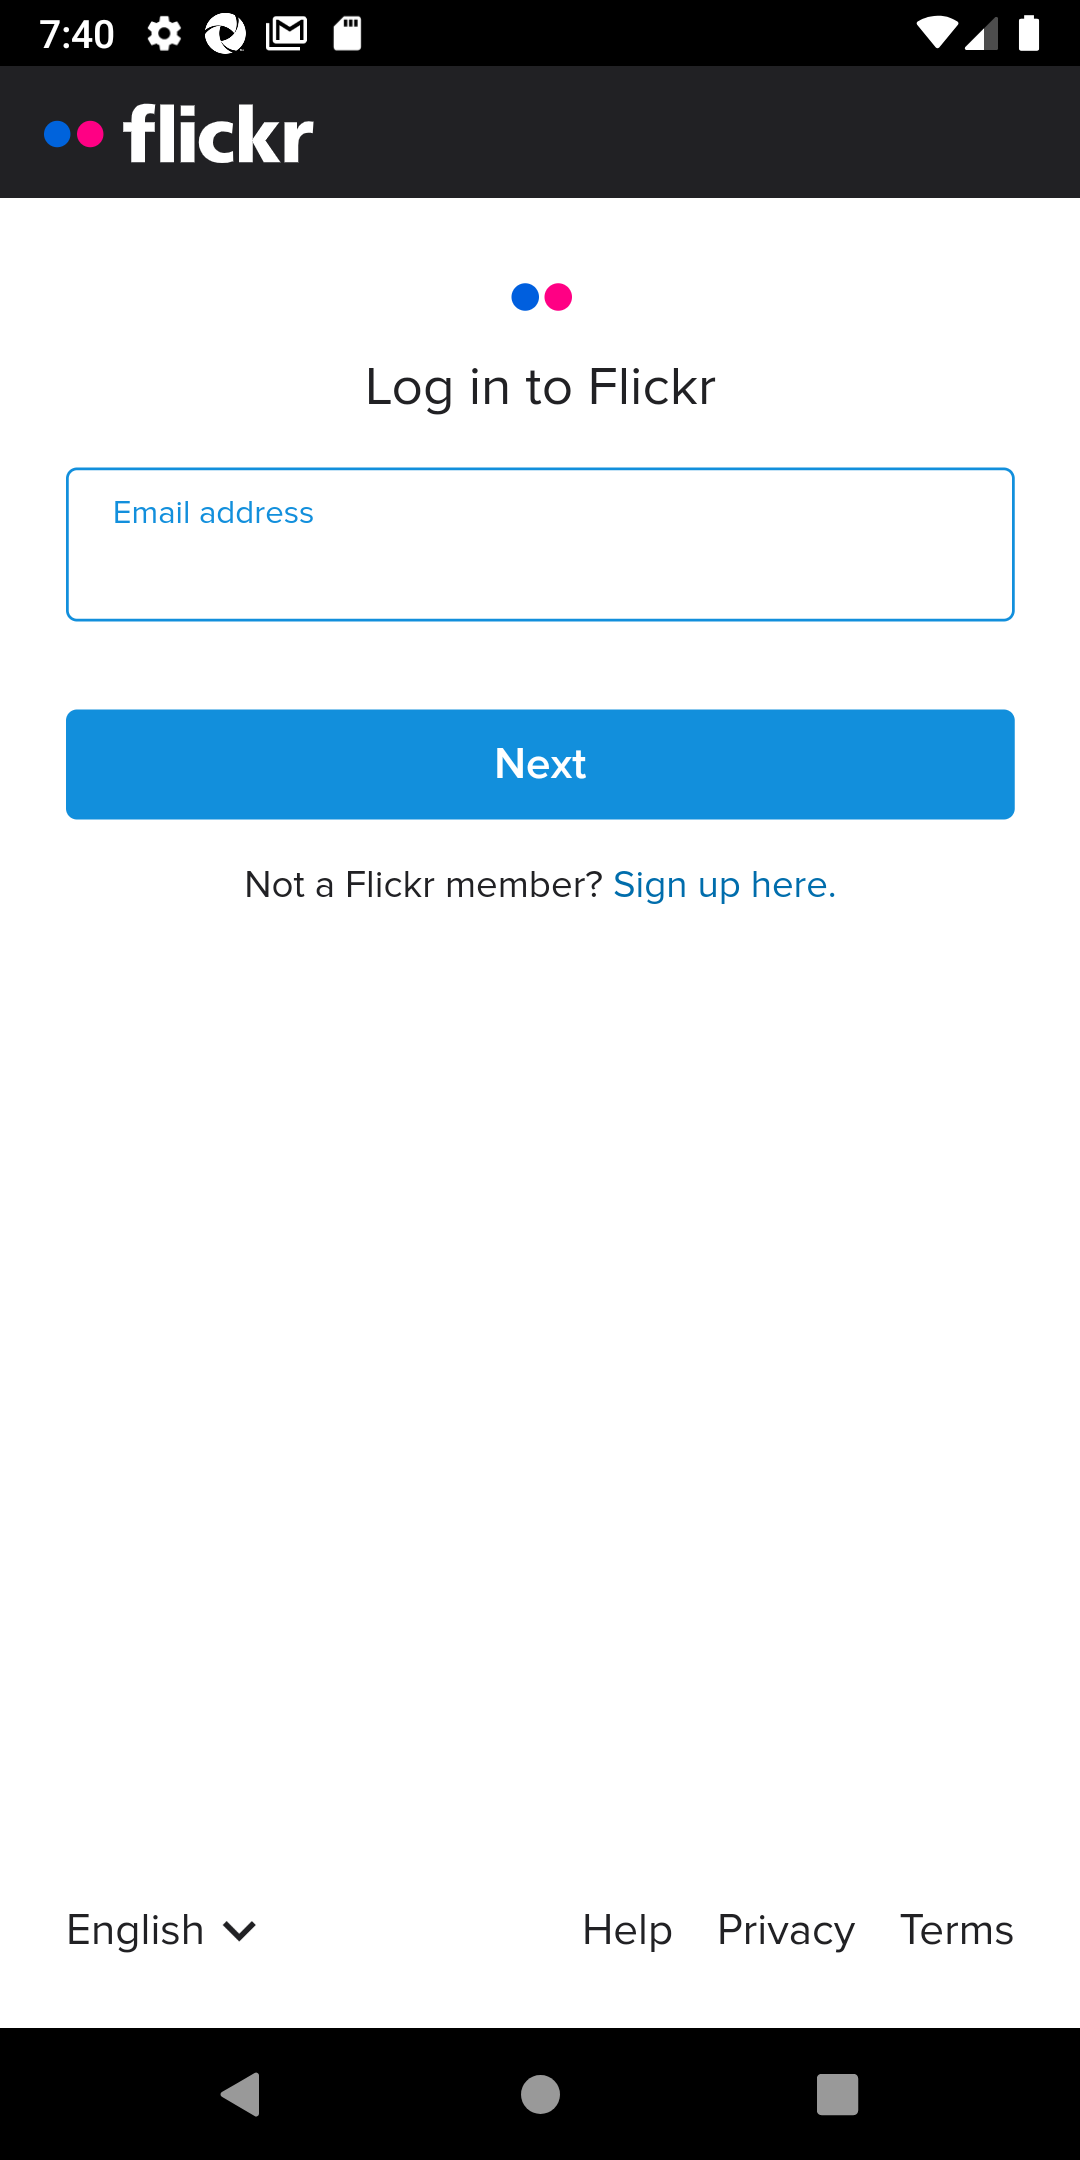 7:40
flickr
Log in to Flickr
Email address
Next
Not a Flickr member? Sign up here.
English Help Privacy Terms